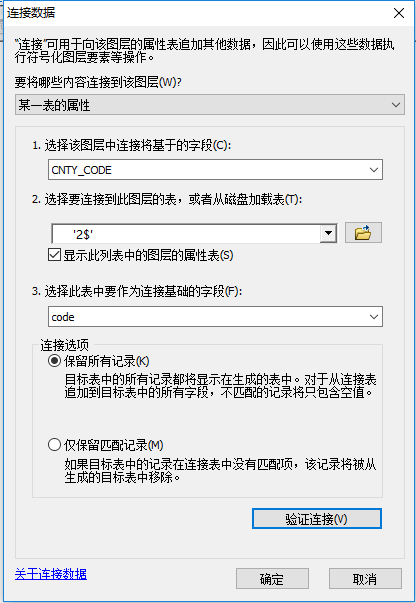 连接数据
"连接"可用于向该图层的属性表追加其他数据，因此可以使用这些数据执
行符号化图层要素等操作。
要将哪些内容连接到该图层(W)?
某一表的属性
1. 选择该图层中连接将基于的字段(C):
CNTY_CODE
2. 选择要连接到此图层的表，或者从磁盘加载表(T):
'2$'
显示此列表中的图层的属性表(S)
3. 选择此表中要作为连接基础的字段(F):
code
连接选项
保留所有记录(K)
目标表中的所有记录都将显示在生成的表中。对于从连接表
追加到目标表中的所有字段，不匹配的记录将只包含空值。
仅保留匹配记录(M)
如果目标表中的记录在连接表中没有匹配项，该记录将被从
生成的目标表中移除。
验证连接(V)
关于连接数据
确定
取消